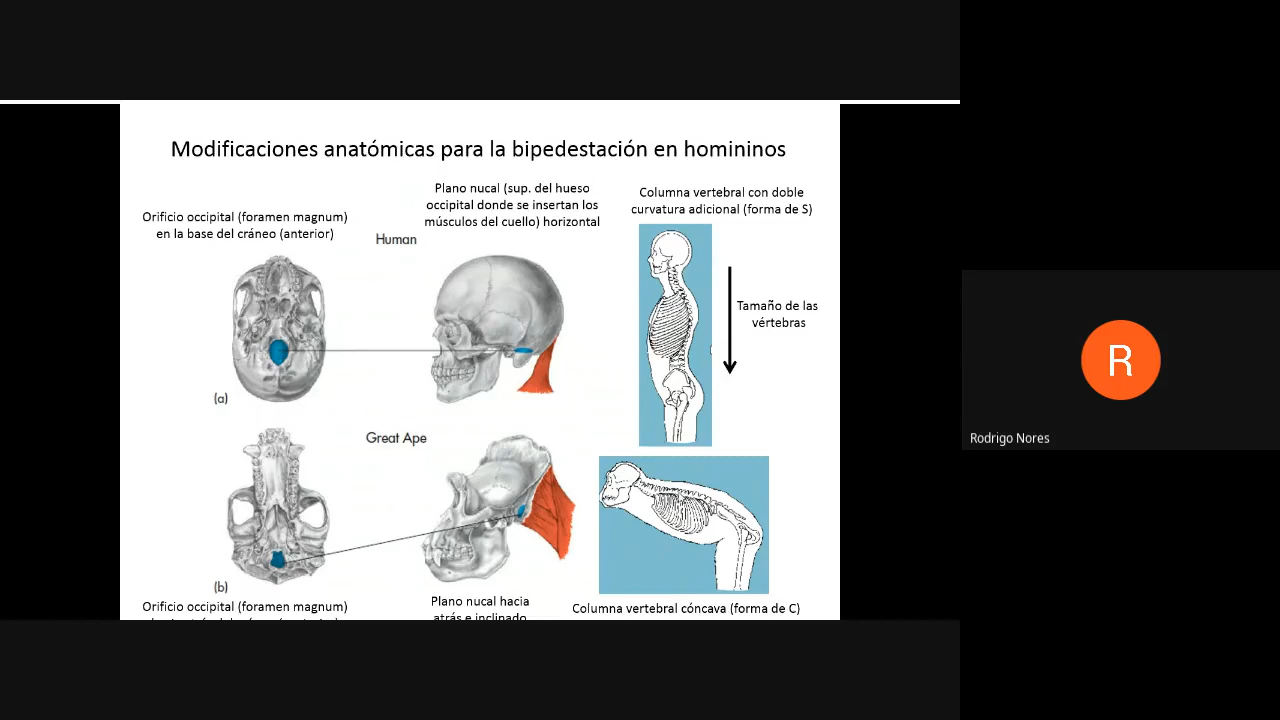 Modificaciones anatómicas para la bipedestación en homininos
Orificio occipital (foramen magnum)
en la base del cráneo (anterior)
Plano nucal (sup. del hueso
occipital donde se insertan los
músculos del cuello) horizontal
Columna vertebral con doble
curvatura adicional (forma de S)
Human
Tamaño de las
vértebras
(a)
Great Ape
(b)
Orificio occipital (foramen magnum)
Plano nucal hacia
atrás e inclinado
Columna vertebral cóncava (forma de C)
R
Rodrigo Nores